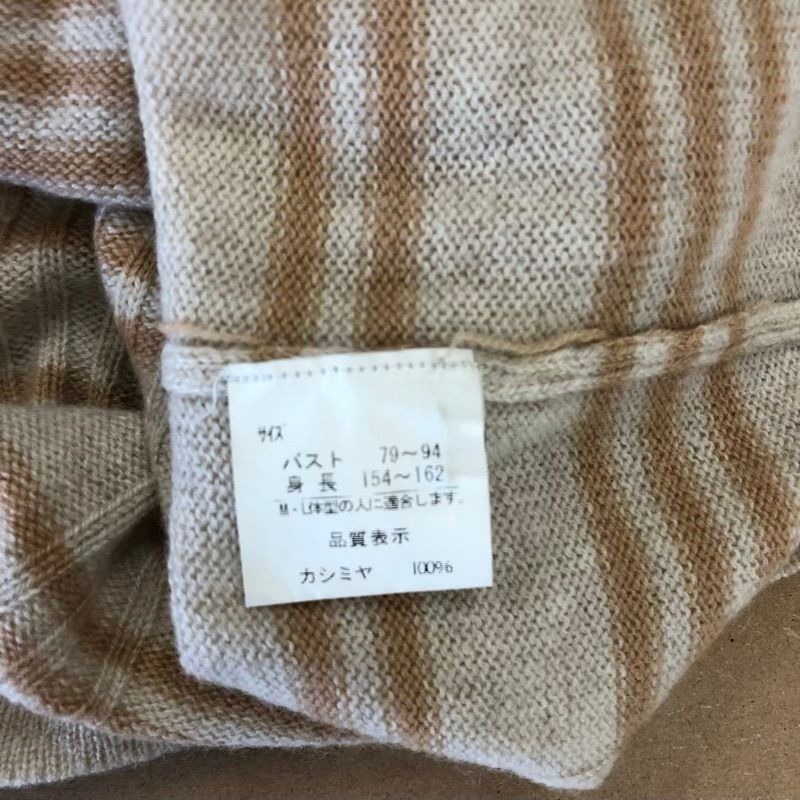 サイズ
バスト 79〜94
身長 154〜162
M・L体型の人に適合します。
品質表示
カシミヤ 100%